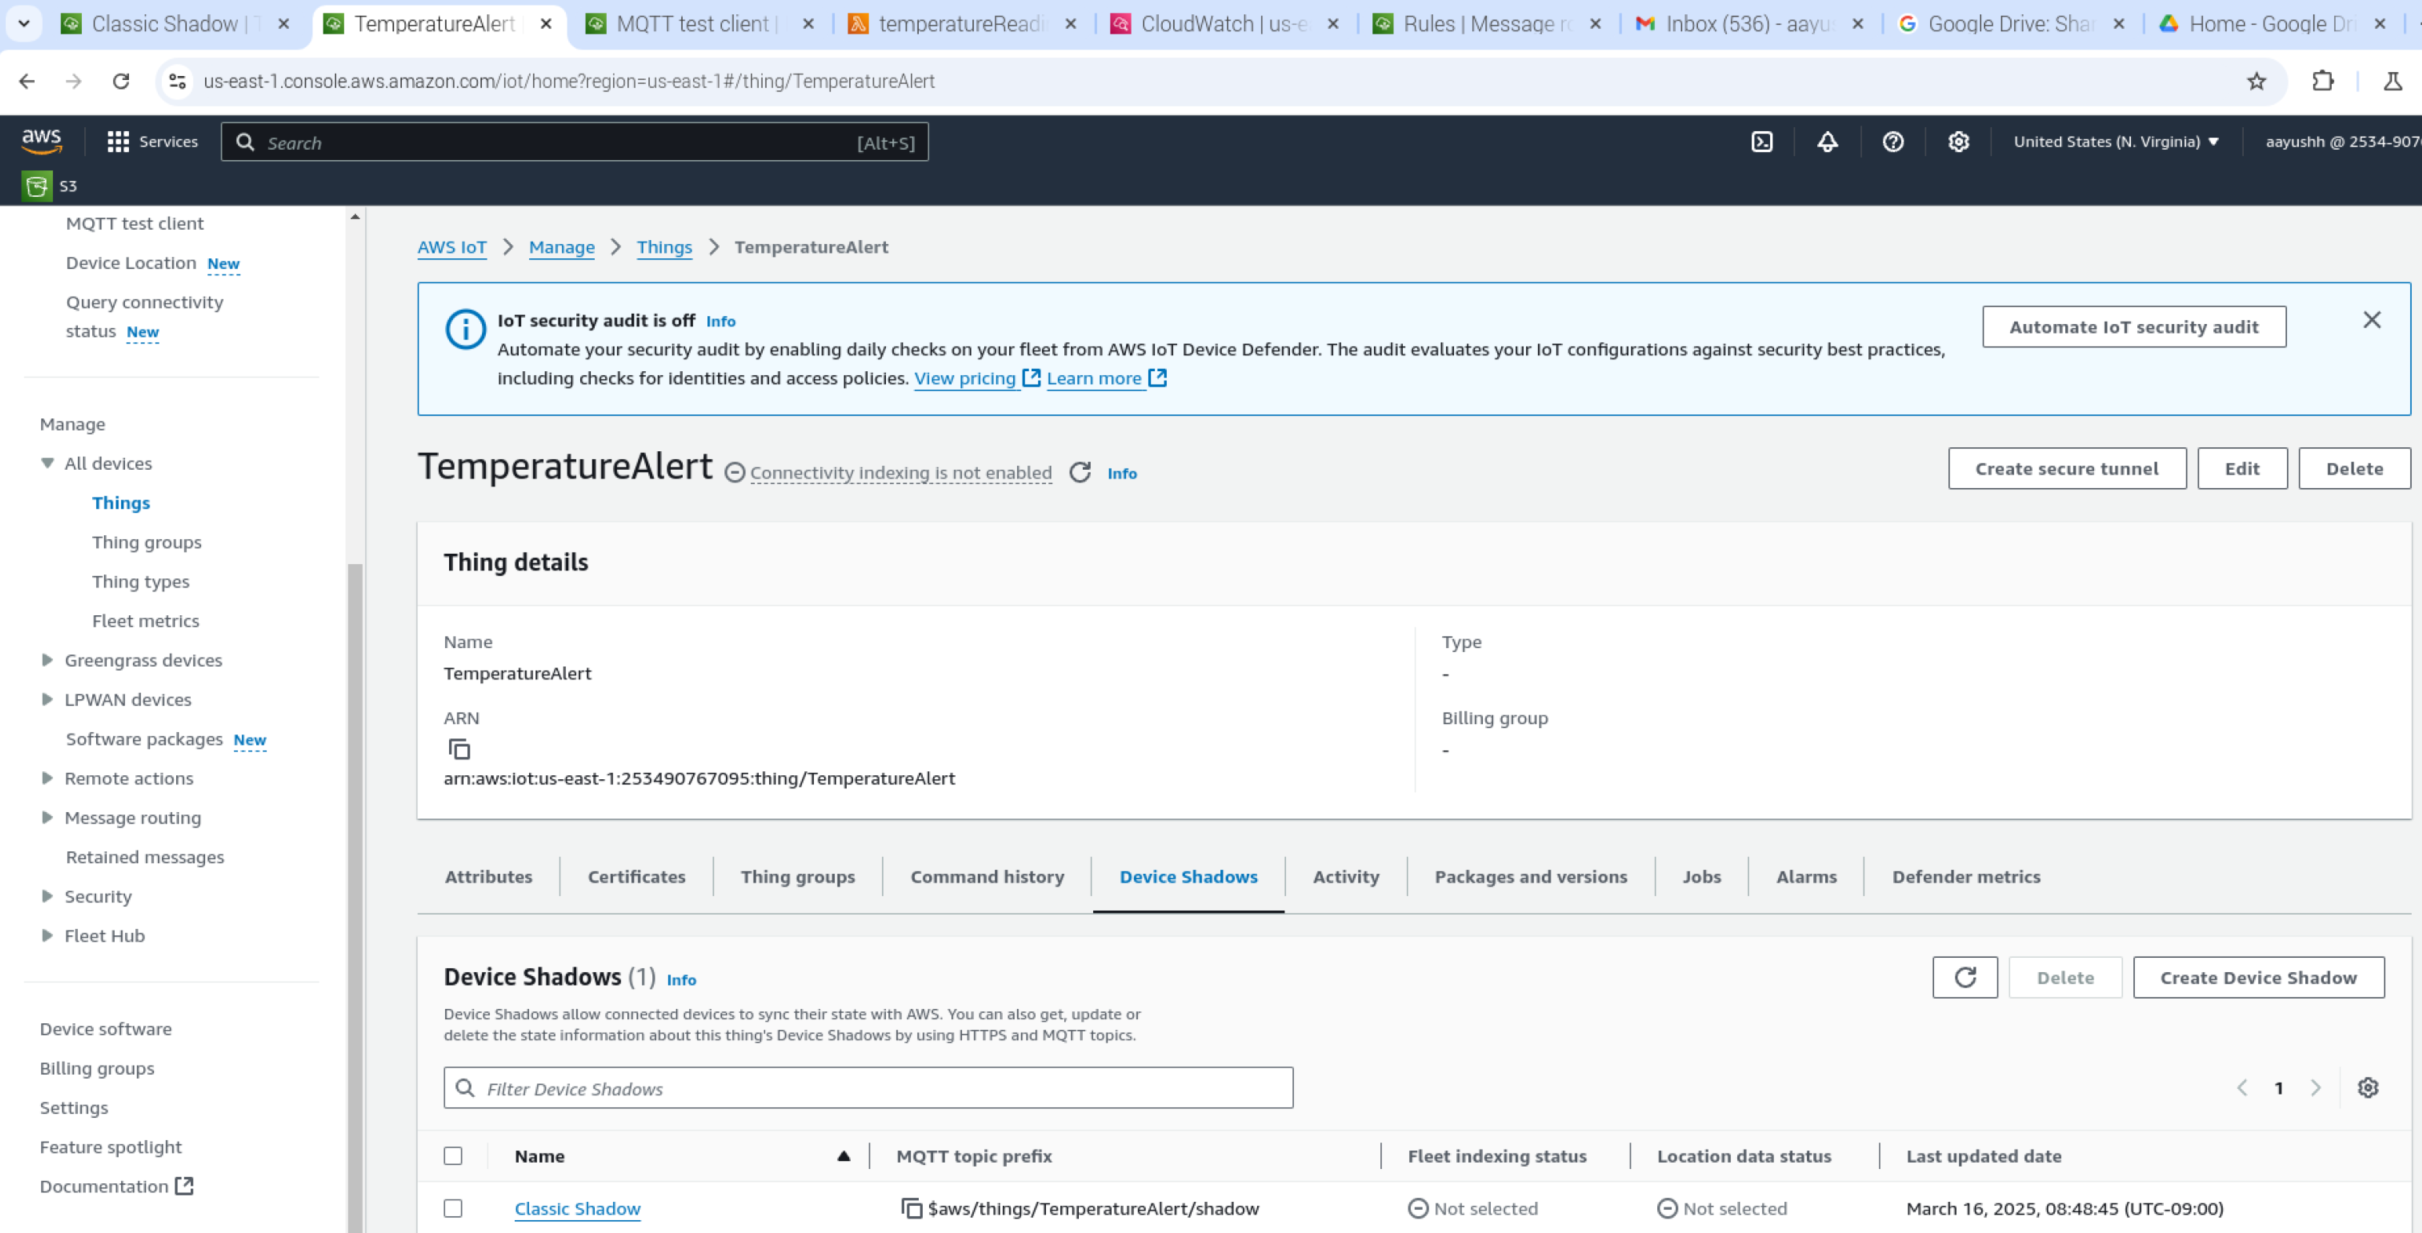 Classic Shadow | T
TemperatureAlert
MQTT test client |
temperatureReadi
CloudWatch | us-e
Rules | Message ro
Inbox (536) - aayus
Google Drive: Shar
Home - Google Dri
us-east-1.console.aws.amazon.com/iot/home?region=us-east-1#/thing/TemperatureAlert
aws
Services
Search
[Alt+S]
United States (N. Virginia)
aayushh @ 2534-907
S3
MQTT test client
Device Location New
Query connectivity
status New
Manage
All devices
Things
Thing groups
Thing types
Fleet metrics
Greengrass devices
LPWAN devices
Software packages New
Remote actions
Message routing
Retained messages
Security
Fleet Hub
Device software
Billing groups
Settings
Feature spotlight
Documentation
AWS IoT > Manage > Things > TemperatureAlert
IoT security audit is off Info
Automate your security audit by enabling daily checks on your fleet from AWS IoT Device Defender. The audit evaluates your IoT configurations against security best practices,
including checks for identities and access policies. View pricing Learn more
Automate IoT security audit
TemperatureAlert Connectivity indexing is not enabled Info
Create secure tunnel
Edit
Delete
Thing details
Name
TemperatureAlert
ARN
arn:aws:iot:us-east-1:253490767095:thing/TemperatureAlert
Type
-
Billing group
-
Attributes
Certificates
Thing groups
Command history
Device Shadows
Activity
Packages and versions
Jobs
Alarms
Defender metrics
Device Shadows (1) Info
Delete
Create Device Shadow
Device Shadows allow connected devices to sync their state with AWS. You can also get, update or
delete the state information about this thing's Device Shadows by using HTTPS and MQTT topics.
Filter Device Shadows
1
Name
MQTT topic prefix
Fleet indexing status
Location data status
Last updated date
Classic Shadow
$aws/things/TemperatureAlert/shadow
Not selected
Not selected
March 16, 2025, 08:48:45 (UTC-09:00)